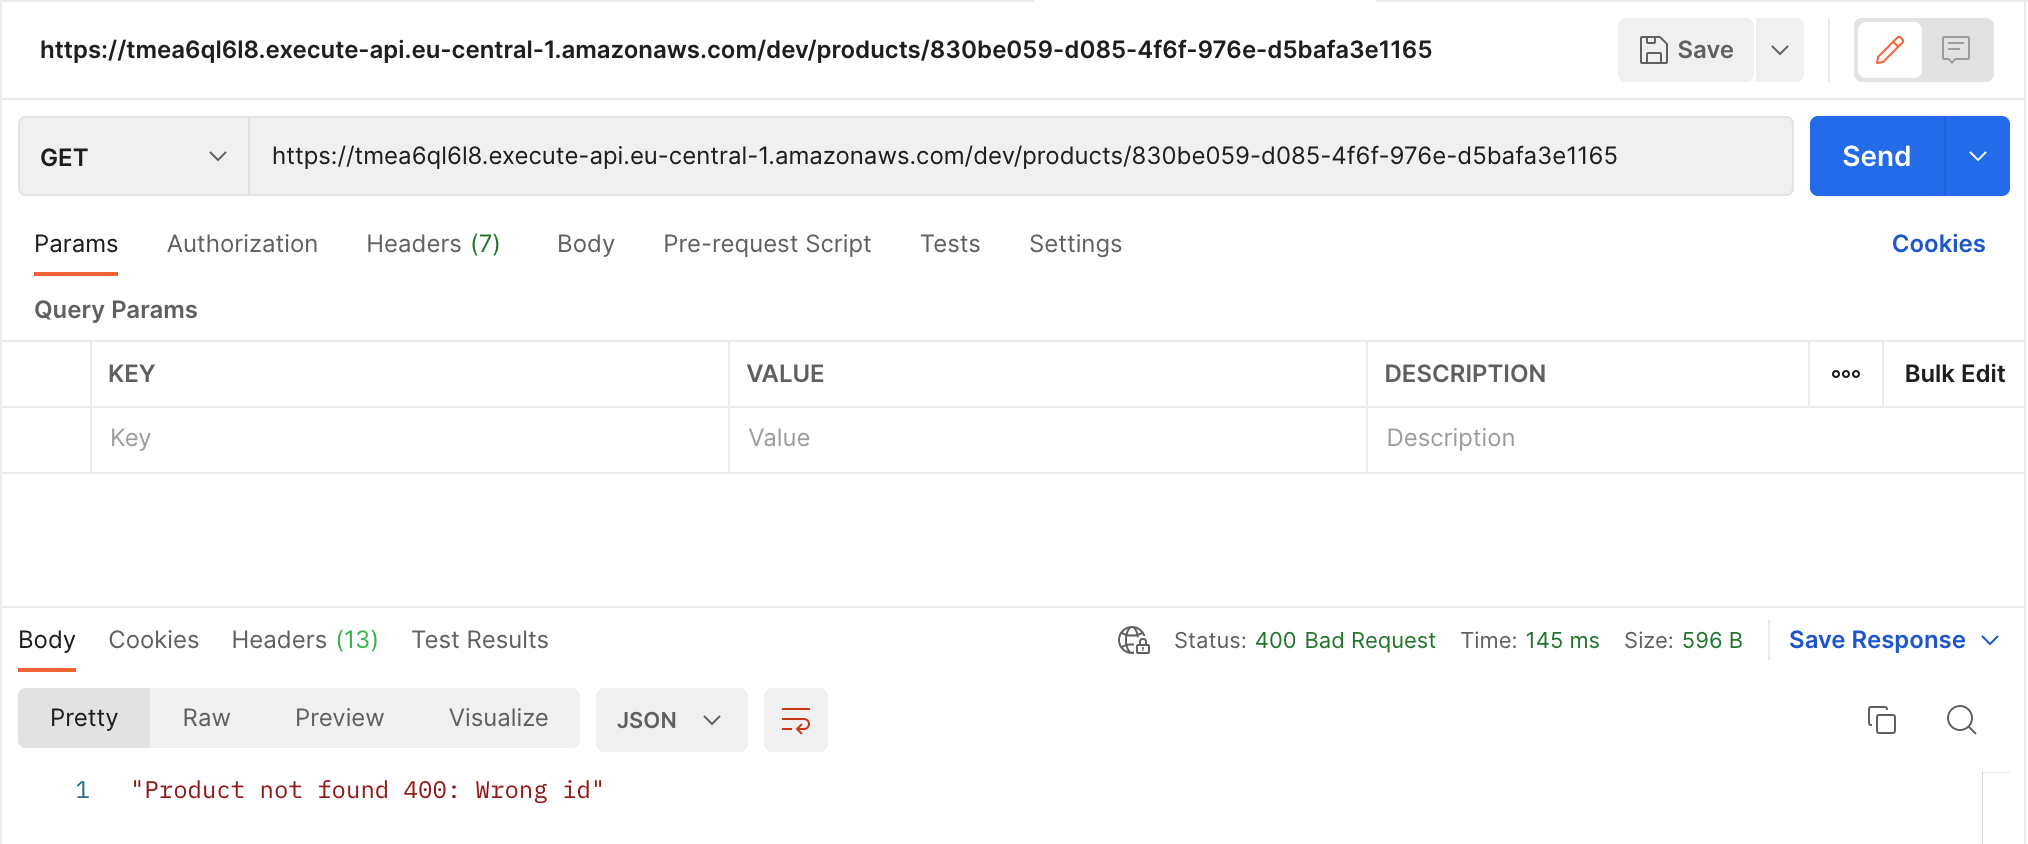 https://tmea6ql6l8.execute-api.eu-central-1.amazonaws.com/dev/products/830be059-d085-4f6f-976e-d5bafa3e1165
Save
GET
https://tmea6ql6l8.execute-api.eu-central-1.amazonaws.com/dev/products/830be059-d085-4f6f-976e-d5bafa3e1165
Send
Params Authorization Headers (7) Body Pre-request Script Tests Settings Cookies
Query Params
KEY VALUE DESCRIPTION Bulk Edit
Key Value Description
Body Cookies Headers (13) Test Results Status: 400 Bad Request Time: 145 ms Size: 596 B Save Response
Pretty Raw Preview Visualize JSON
1 "Product not found 400: Wrong id"